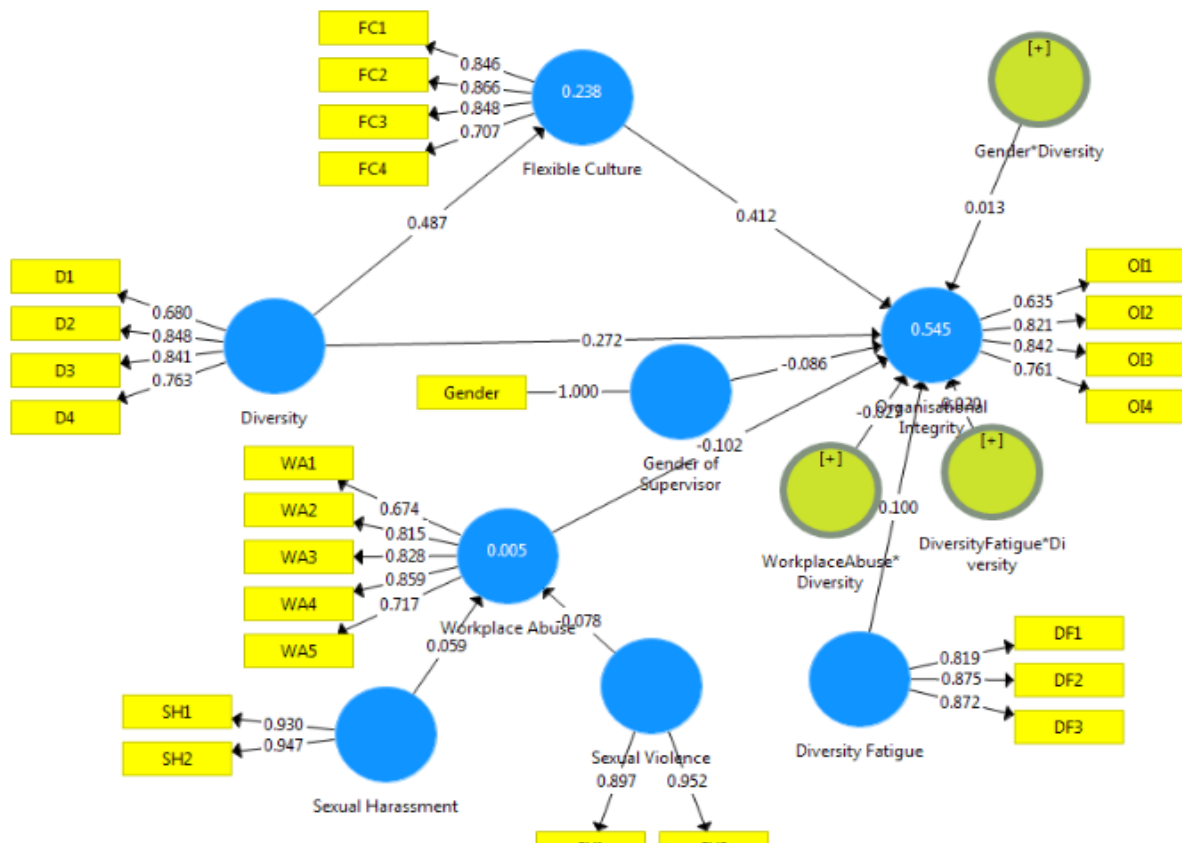 FC1
0.846
FC2
0.866
FC3
0.848
FC4
0.707
0.238
Flexible Culture
[+]
Gender*Diversity
0.013
0.487
0.412
D1
0.680
D2
0.848
D3
0.841
D4
0.763
Diversity
0.272
OI1
0.635
OI2
0.821
OI3
0.842
OI4
0.761
0.545
Organisational
Integrity
Gender
1.000
-0.086
Gender of
Supervisor
-0.102
[+]
WorkplaceAbuse*
Diversity
[+]
DiversityFatigue*Di
versity
0.100
WA1
0.674
WA2
0.815
WA3
0.828
WA4
0.859
WA5
0.717
0.005
Workplace Abuse
0.059
-0.078
SH1
0.930
SH2
0.947
Sexual Harassment
Sexual Violence
0.897
0.952
Diversity Fatigue
DF1
0.819
DF2
0.875
DF3
0.872